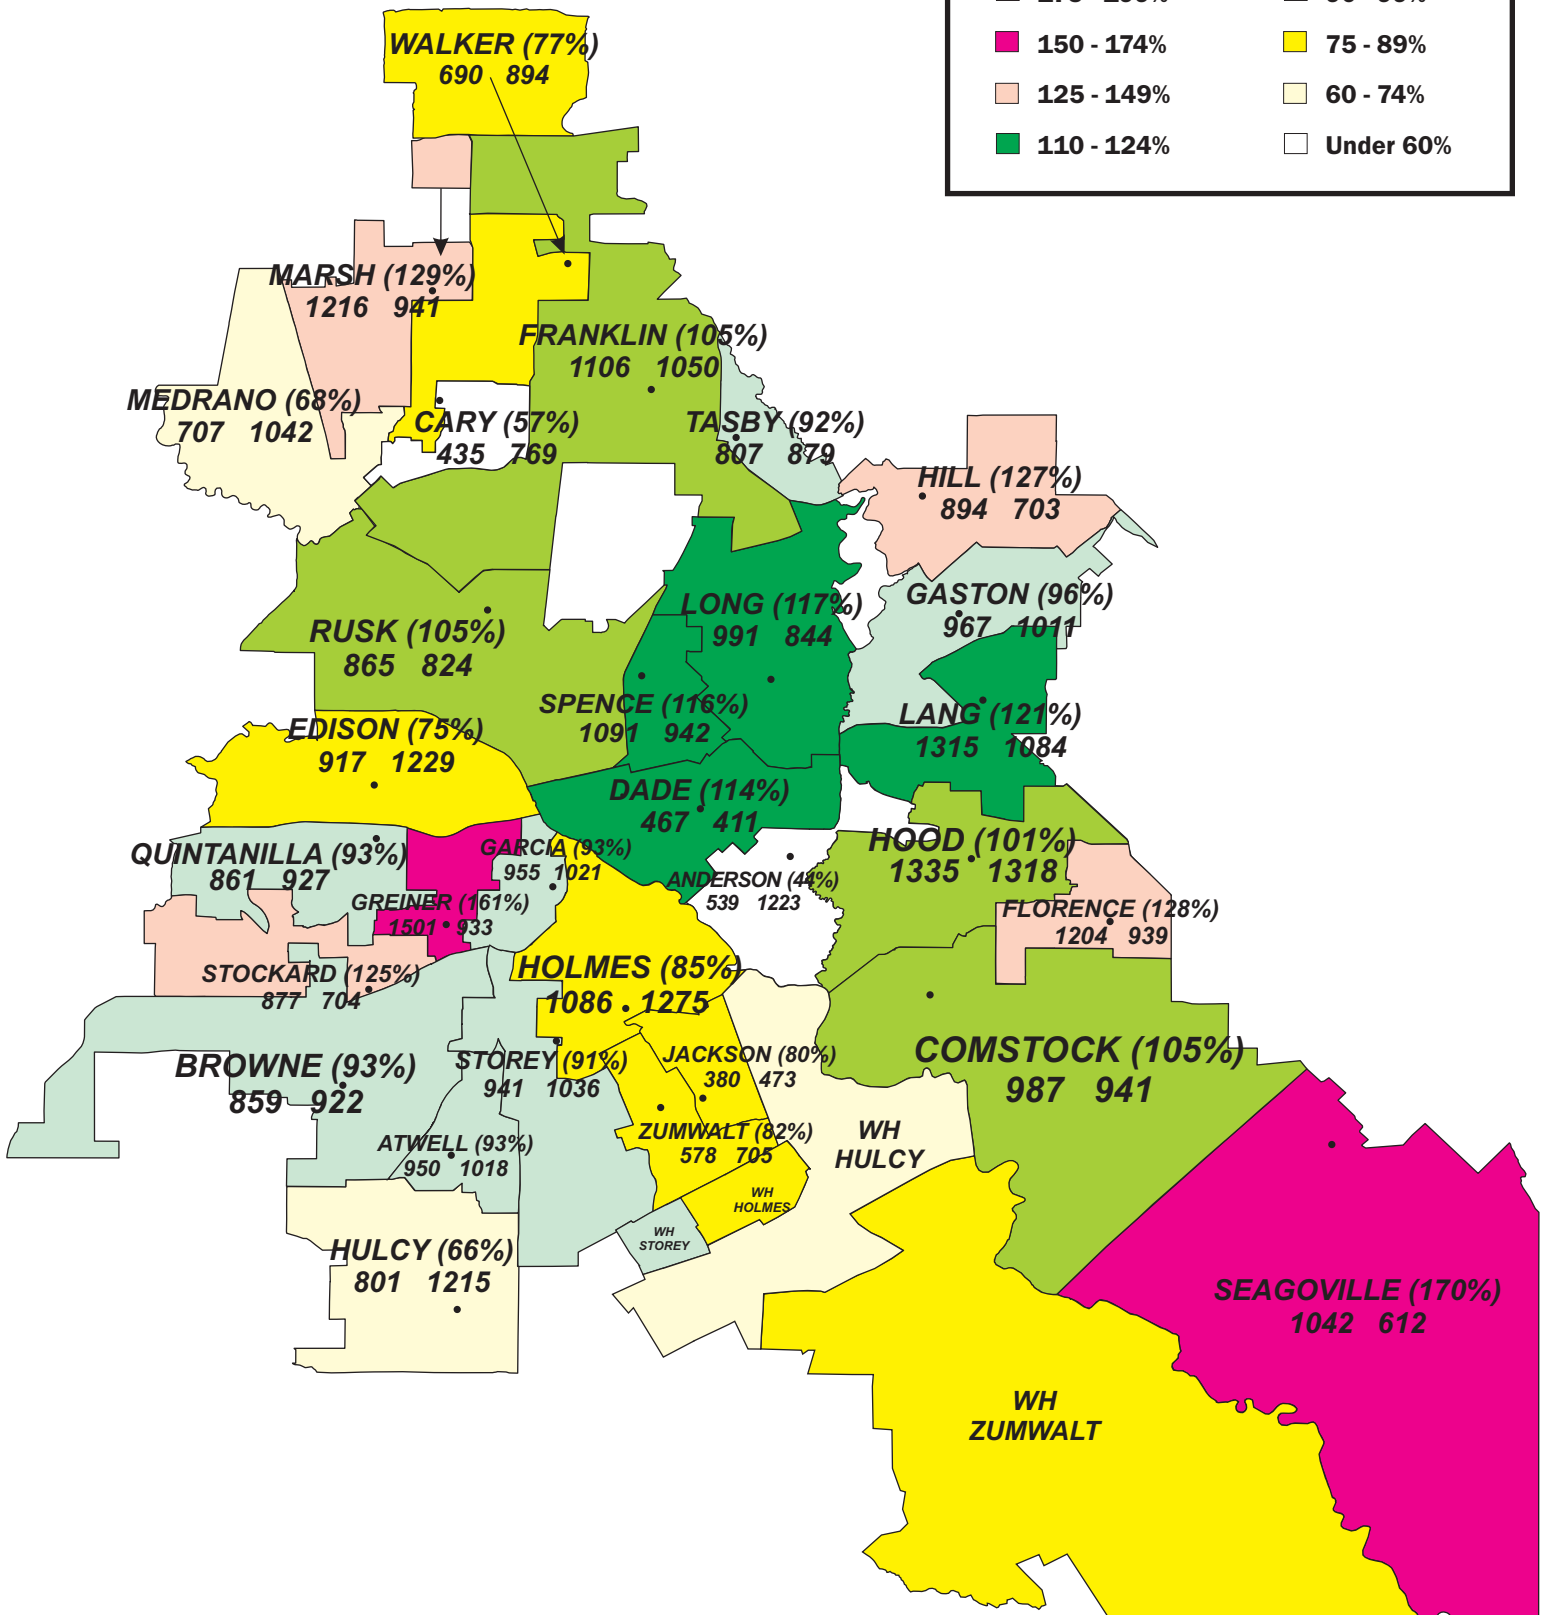 150 - 174%
75 - 89%
125 - 149%
60 - 74%
110 - 124%
Under 60%
WALKER (77%)
690 894
MARSH (129%)
1216 941
FRANKLIN (105%)
1106 1050
MEDRANO (68%)
707 1042
CARY (57%)
435 769
TASBY (92%)
807 879
HILL (127%)
894 703
GASTON (96%)
967 1011
LONG (117%)
991 844
RUSK (105%)
865 824
SPENCE (116%)
1091 942
LANG (121%)
1315 1084
EDISON (75%)
917 1229
DADE (114%)
467 411
HOOD (101%)
1335 1318
QUINTANILLA (93%)
861 927
GARCIA (93%)
955 1021
ANDERSON (44%)
539 1223
GREINER (161%)
1501 933
FLORENCE (128%)
1204 939
STOCKARD (125%)
877 704
HOLMES (85%)
1086 1275
BROWNE (93%)
859 922
STOREY (91%)
941 1036
JACKSON (80%)
380 473
COMSTOCK (105%)
987 941
ATWELL (93%)
950 1018
ZUMWALT (82%)
578 705
WH
HULCY
WH
HOLMES
WH
STOREY
HULCY (66%)
801 1215
SEAGOVILLE (170%)
1042 612
WH
ZUMWALT